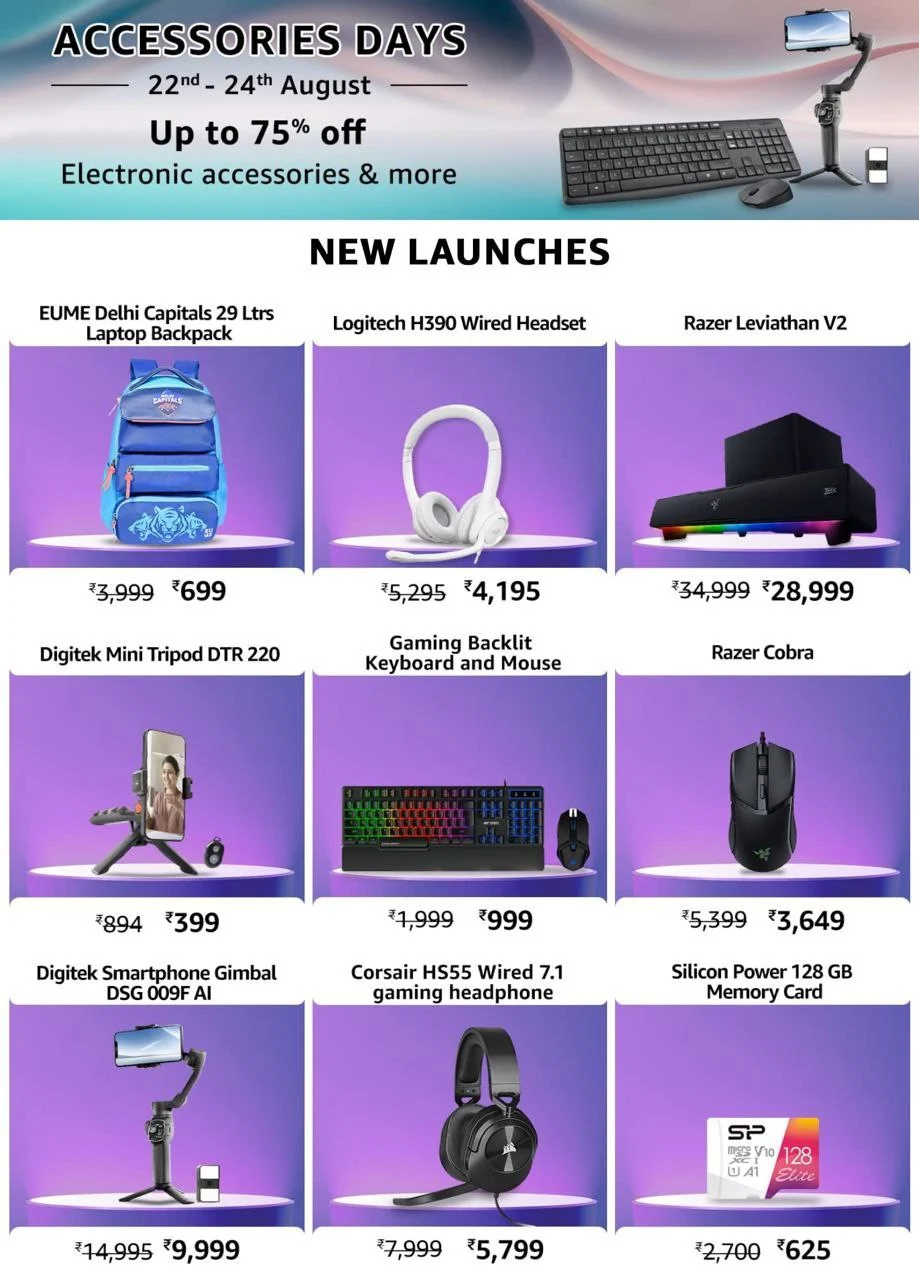 ACCESSORIES DAYS
22nd - 24th August
Up to 75% off
Electronic accessories & more
NEW LAUNCHES
EUME Delhi Capitals 29 Ltrs
Laptop Backpack
CAPITALS
₹3,999 ₹699
Logitech H390 Wired Headset
₹5,295 ₹4,195
Razer Leviathan V2
₹34,999 ₹28,999
Digitek Mini Tripod DTR 220
₹894 ₹399
Gaming Backlit
Keyboard and Mouse
₹1,999 ₹999
Razer Cobra
₹5,399 ₹3,649
Digitek Smartphone Gimbal
DSG 009F AI
₹14,995 ₹9,999
Corsair HS55 Wired 7.1
gaming headphone
₹7,999 ₹5,799
Silicon Power 128 GB
Memory Card
SP
micro SD XC I V10
U1 A1
128
Elite
₹2,700 ₹625